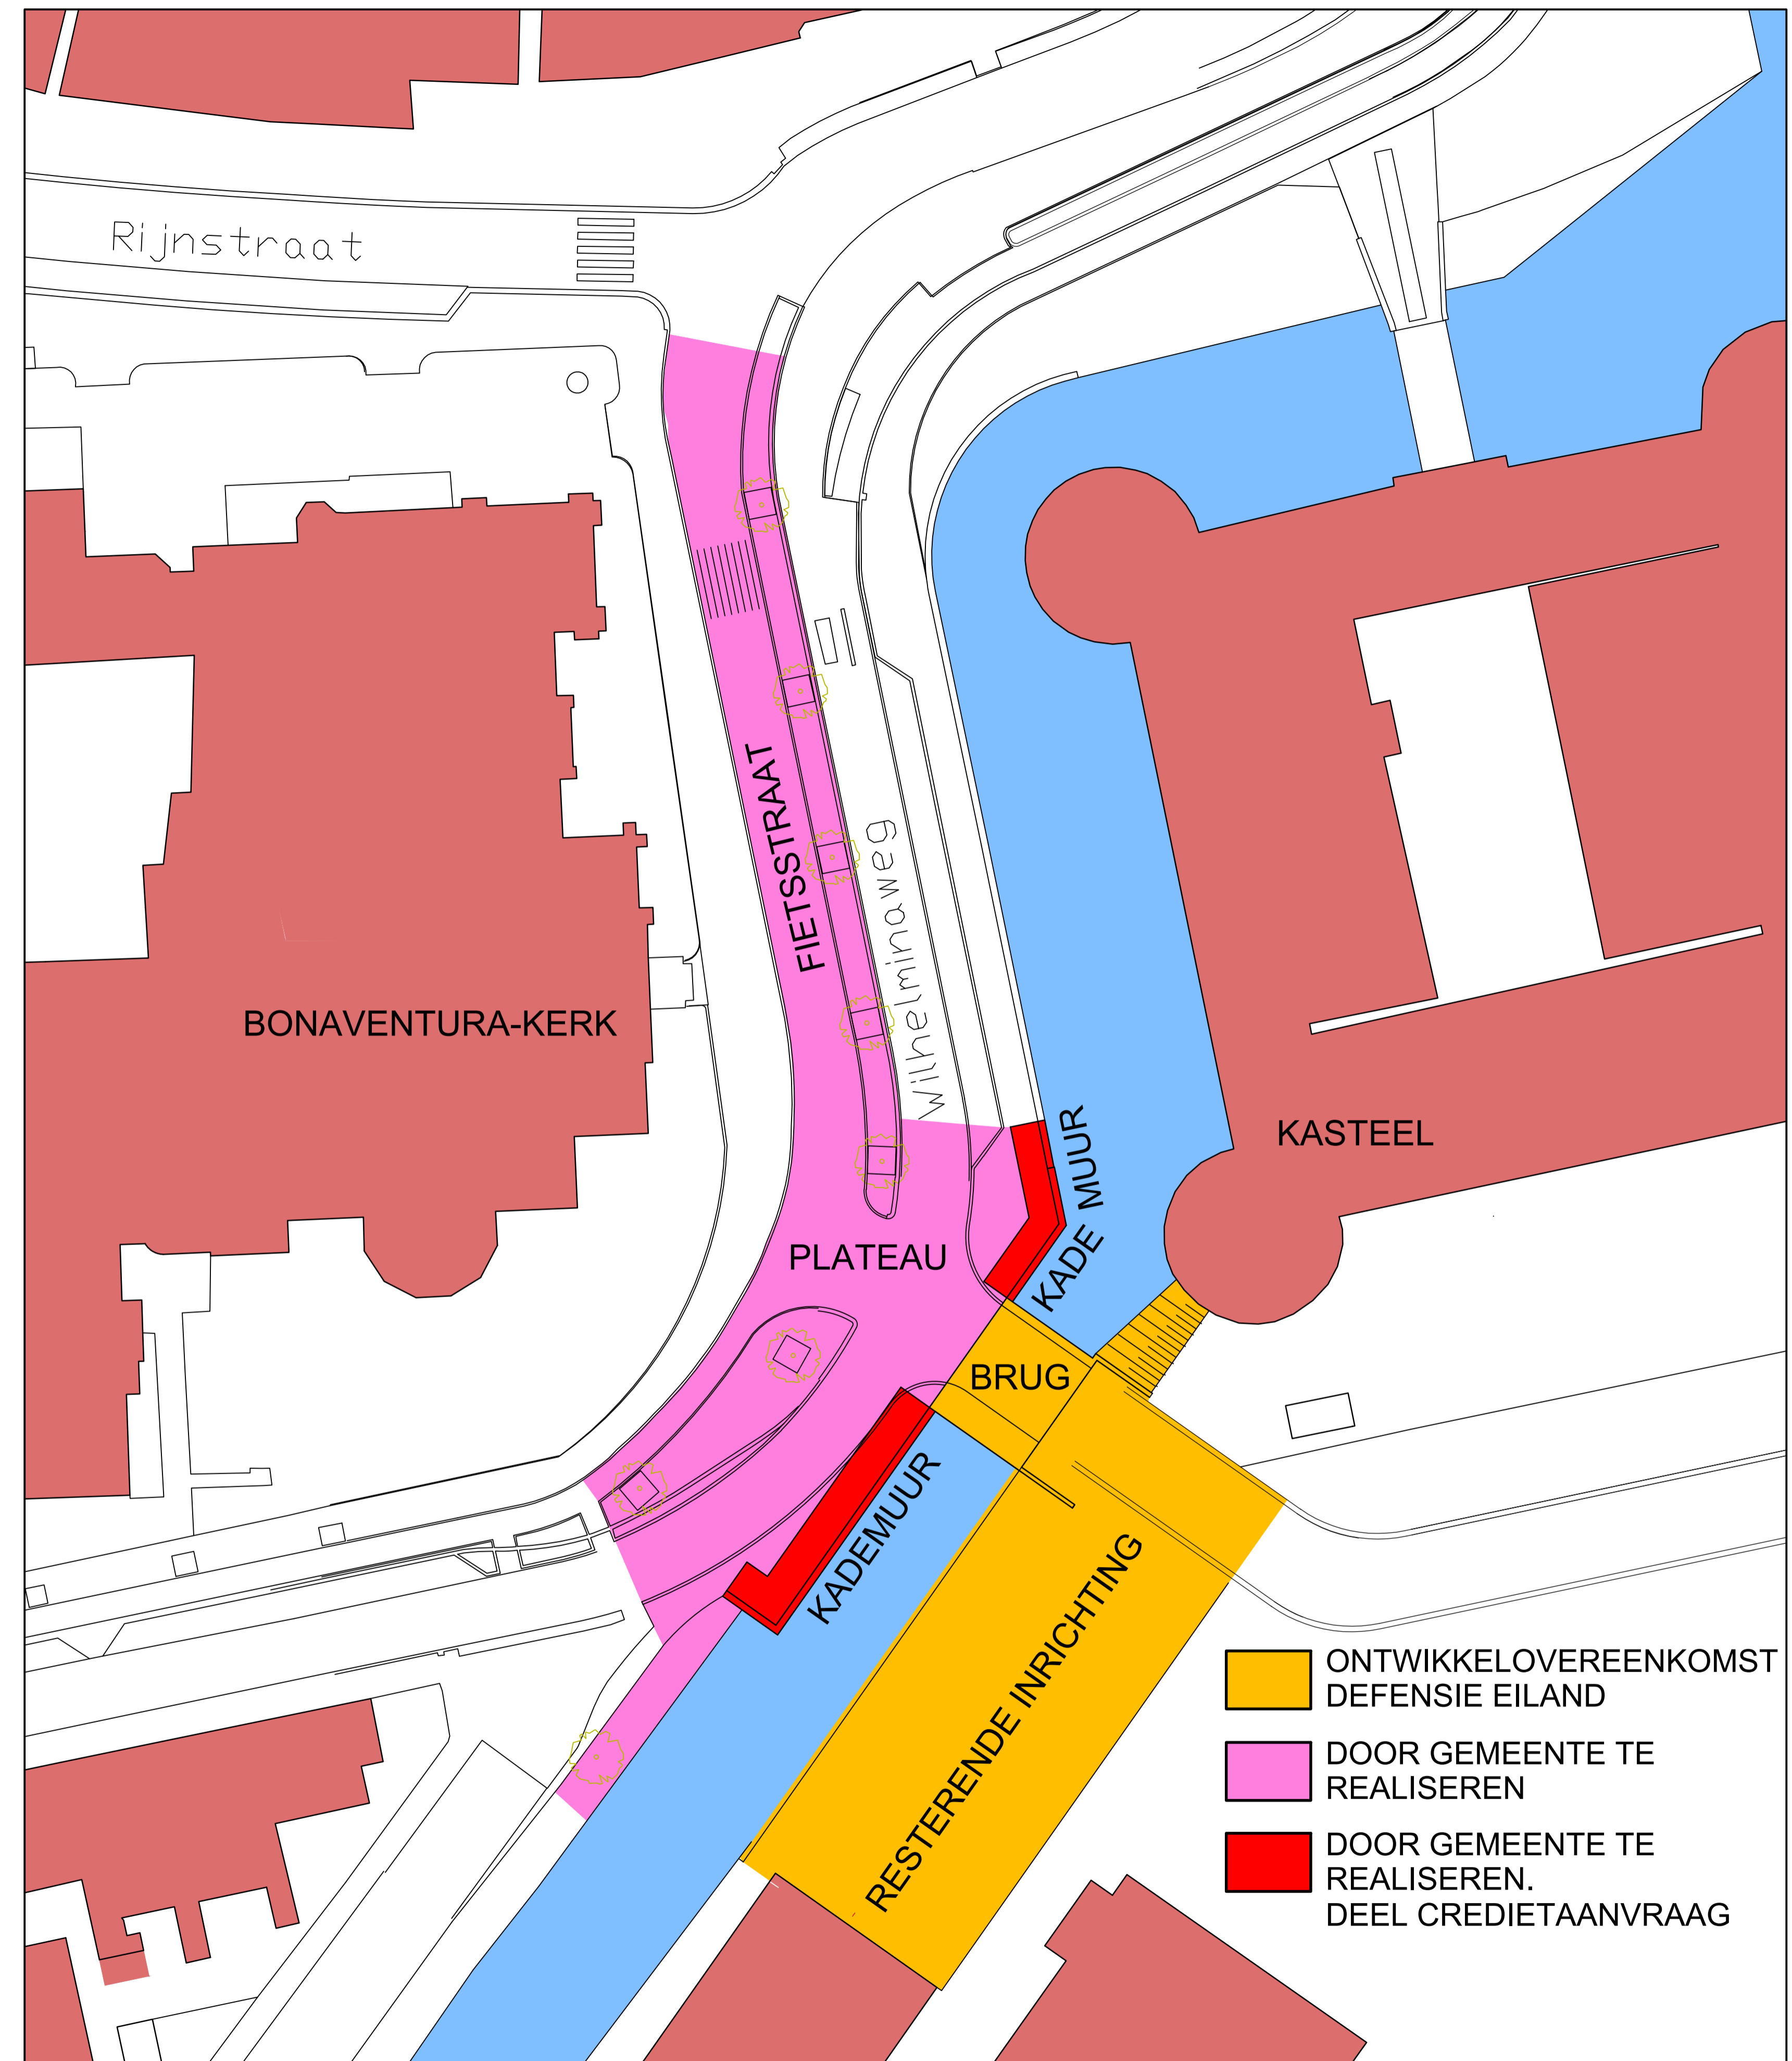 Rijnstraat
FIETSSTRAAT
Wilhelminaweg
BONAVENTURA-KERK
KASTEEL
KADE MUUR
PLATEAU
BRUG
KADEMUUR
RESTERENDE INRICHTING
ONTWIKKELOVEREENKOMST
DEFENSIE EILAND
DOOR GEMEENTE TE
REALISEREN
DOOR GEMEENTE TE
REALISEREN.
DEEL CREDIETAANVRAAG